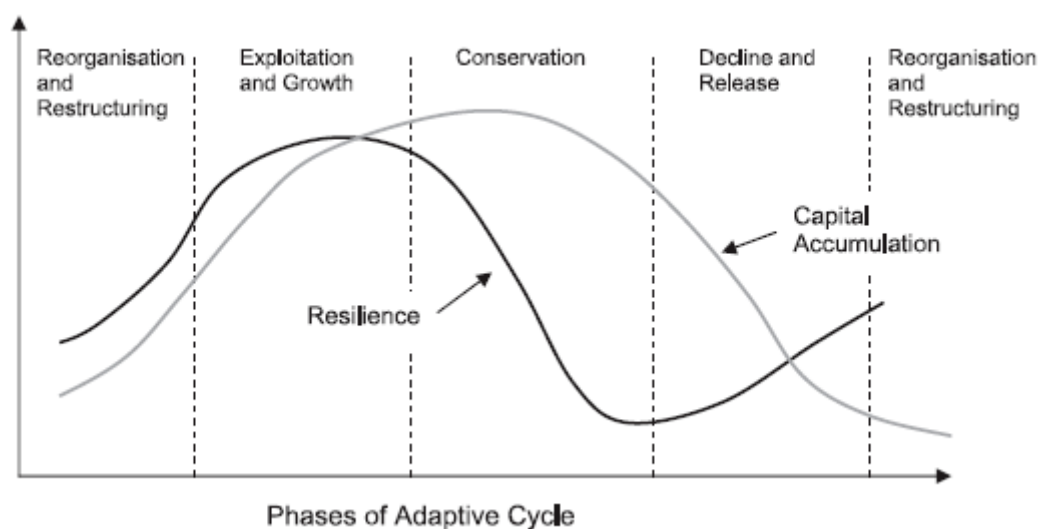 Reorganisation
and
Restructuring
Exploitation
and Growth
Conservation
Decline and
Release
Reorganisation
and
Restructuring
Capital
Accumulation
Resilience
Phases of Adaptive Cycle